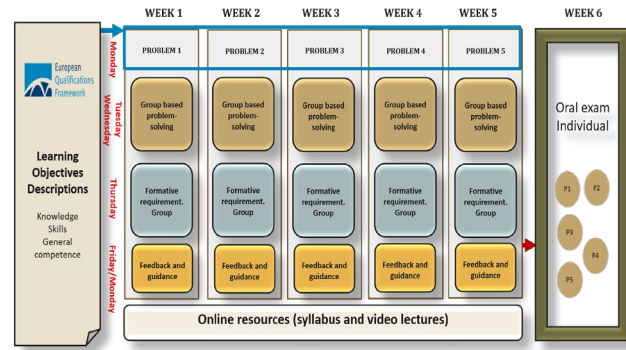 WEEK 1
WEEK 2
WEEK 3
WEEK 4
WEEK 5
WEEK 6
European
Qualifications
Framework
Learning
Objectives
Descriptions
Knowledge
Skills
General
competence
Monday
PROBLEM 1
PROBLEM 2
PROBLEM 3
PROBLEM 4
PROBLEM 5
Tuesday
Wednesday
Group based
problem-
solving
Group based
problem-
solving
Group based
problem-
solving
Group based
problem-
solving
Group based
problem-
solving
Thursday
Formative
requirement.
Group
Formative
requirement.
Group
Formative
requirement.
Group
Formative
requirement.
Group
Formative
requirement.
Group
Friday/Monday
Feedback and
guidance
Feedback and
guidance
Feedback and
guidance
Feedback and
guidance
Feedback and
guidance
Online resources (syllabus and video lectures)
Oral exam
Individual
P1
P2
P3
P4
P5